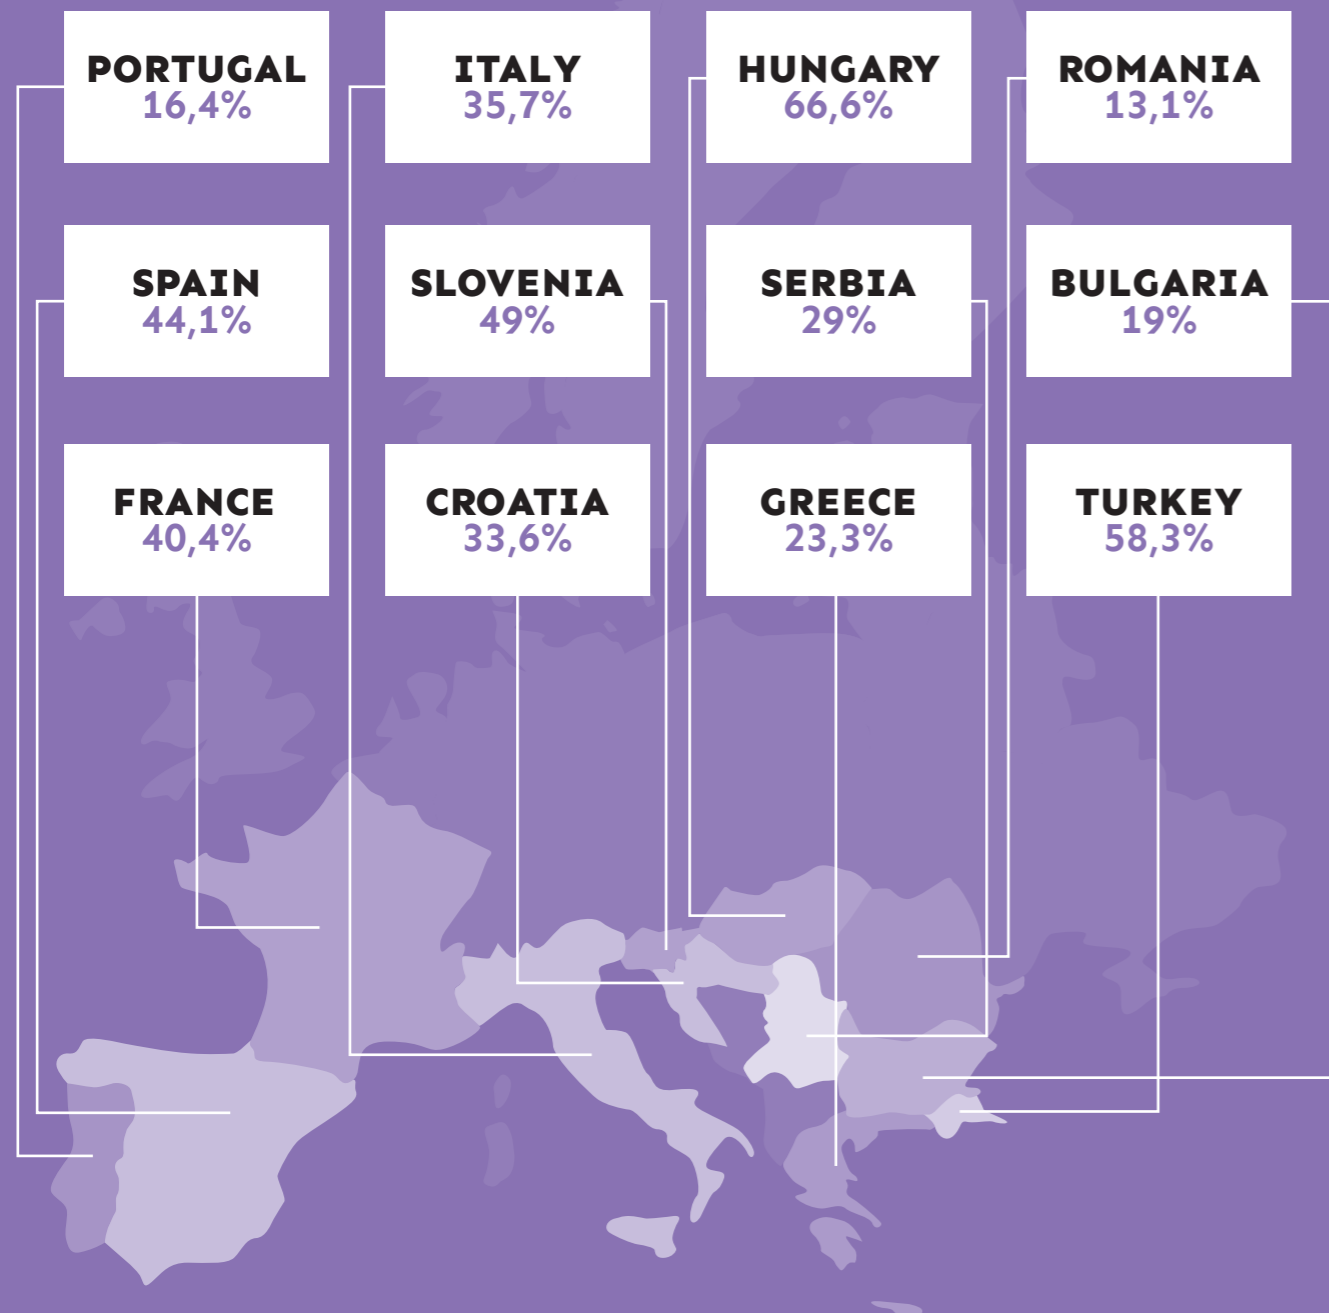 PORTUGAL
16,4%
ITALY
35,7%
HUNGARY
66,6%
ROMANIA
13,1%
SPAIN
44,1%
SLOVENIA
49%
SERBIA
29%
BULGARIA
19%
FRANCE
40,4%
CROATIA
33,6%
GREECE
23,3%
TURKEY
58,3%